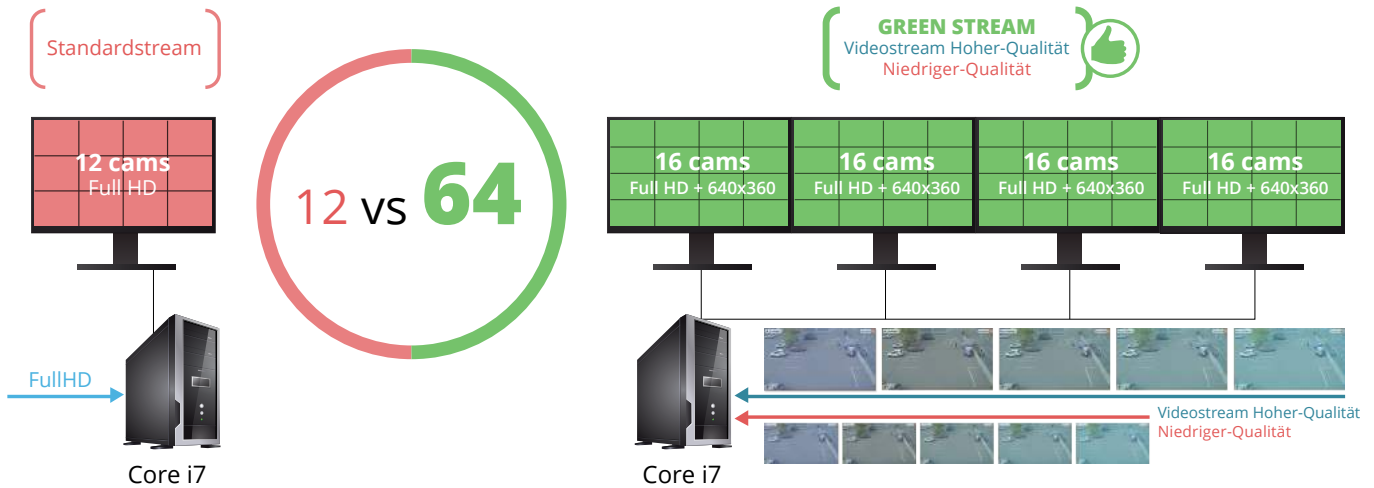 Standardstream
12 cams
Full HD
FullHD
Core i7
12 vs 64
GREEN STREAM
Videostream Hoher-Qualität
Niedriger-Qualität
16 cams
Full HD + 640x360
16 cams
Full HD + 640x360
16 cams
Full HD + 640x360
16 cams
Full HD + 640x360
Videostream Hoher-Qualität
Niedriger-Qualität
Core i7